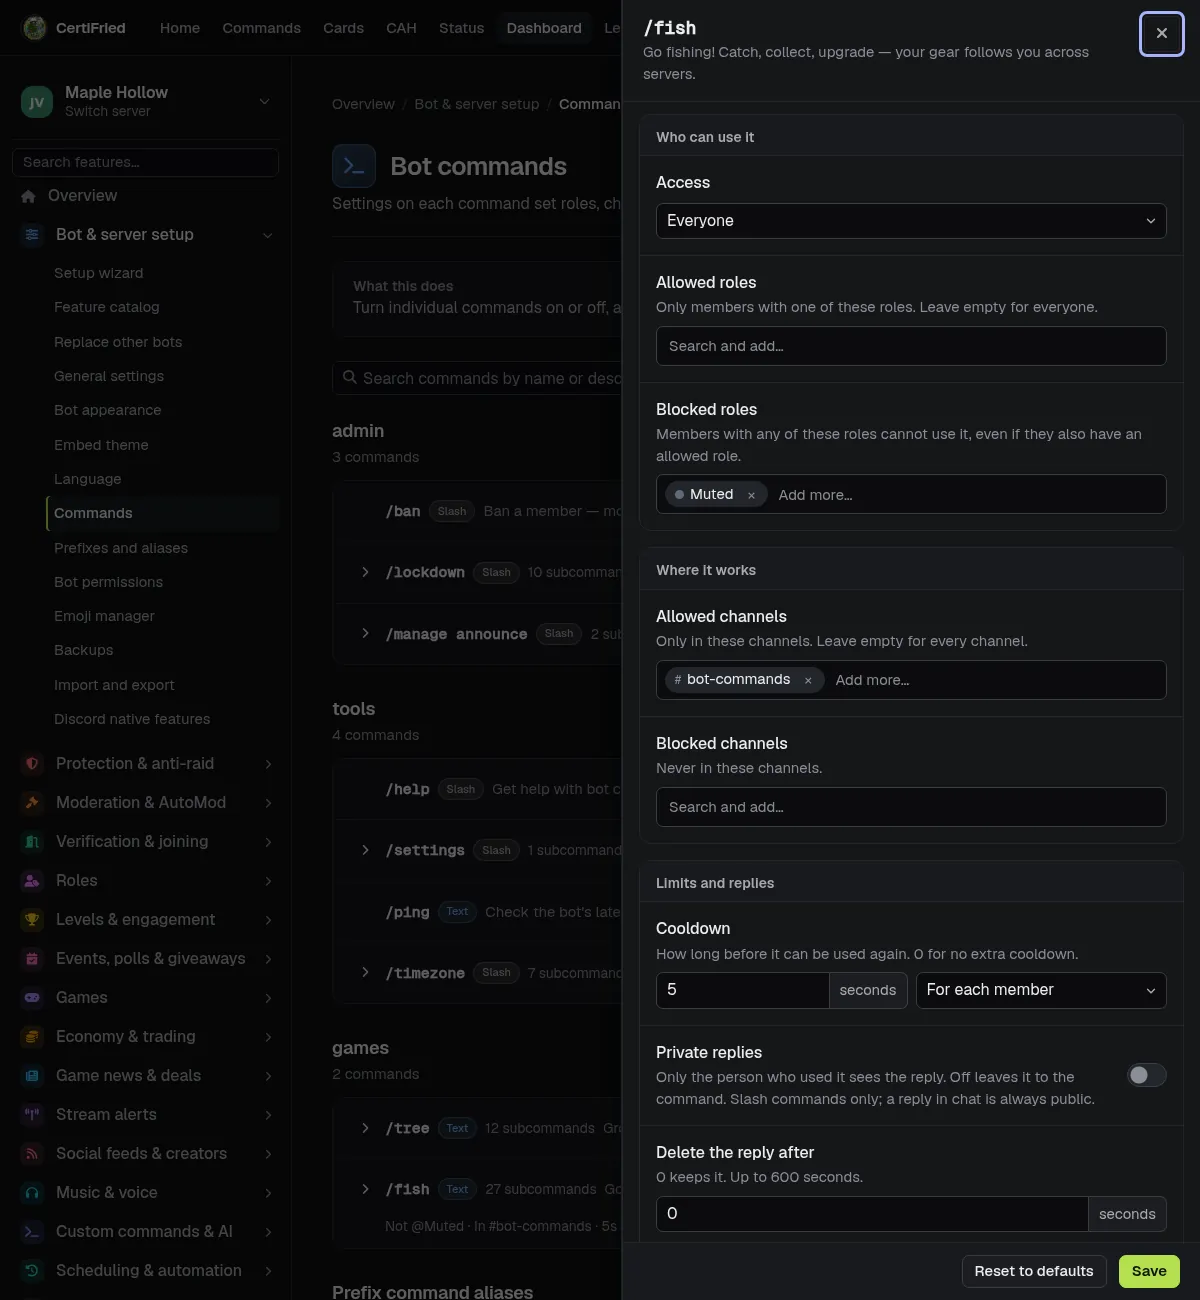 CertiFried
Home
Commands
Cards
CAH
Status
Dashboard
JV
Maple Hollow
Switch server
Search features...
Overview
Bot & server setup
Setup wizard
Feature catalog
Replace other bots
General settings
Bot appearance
Embed theme
Language
Commands
Prefixes and aliases
Bot permissions
Emoji manager
Backups
Import and export
Discord native features
Protection & anti-raid
Moderation & AutoMod
Verification & joining
Roles
Levels & engagement
Events, polls & giveaways
Games
Economy & trading
Game news & deals
Stream alerts
Social feeds & creators
Music & voice
Custom commands & AI
Scheduling & automation
Overview / Bot & server setup /
Bot commands
Settings on each command set roles,
What this does
Turn individual commands on or off,
Search commands by name or
admin
3 commands
/ban Slash Ban a member —
/lockdown Slash 10
/manage announce Slash 2
tools
4 commands
/help Slash Get help with bot
/settings Slash 1 subcommand
/ping Text Check the bot's
/timezone Slash 7
games
2 commands
/tree Text 12 subcommands
/fish Text 27 subcommands
Not @Muted · In #bot-commands · 5s
Prefix command aliases
/fish
Go fishing! Catch, collect, upgrade — your gear follows you across
servers.
Who can use it
Access
Everyone
Allowed roles
Only members with one of these roles. Leave empty for everyone.
Search and add...
Blocked roles
Members with any of these roles cannot use it, even if they also have an
allowed role.
Muted × Add more...
Where it works
Allowed channels
Only in these channels. Leave empty for every channel.
# bot-commands × Add more...
Blocked channels
Never in these channels.
Search and add...
Limits and replies
Cooldown
How long before it can be used again. 0 for no extra cooldown.
5 seconds For each member
Private replies
Only the person who used it sees the reply. Off leaves it to the
command. Slash commands only; a reply in chat is always public.
Delete the reply after
0 keeps it. Up to 600 seconds.
0 seconds
Reset to defaults
Save